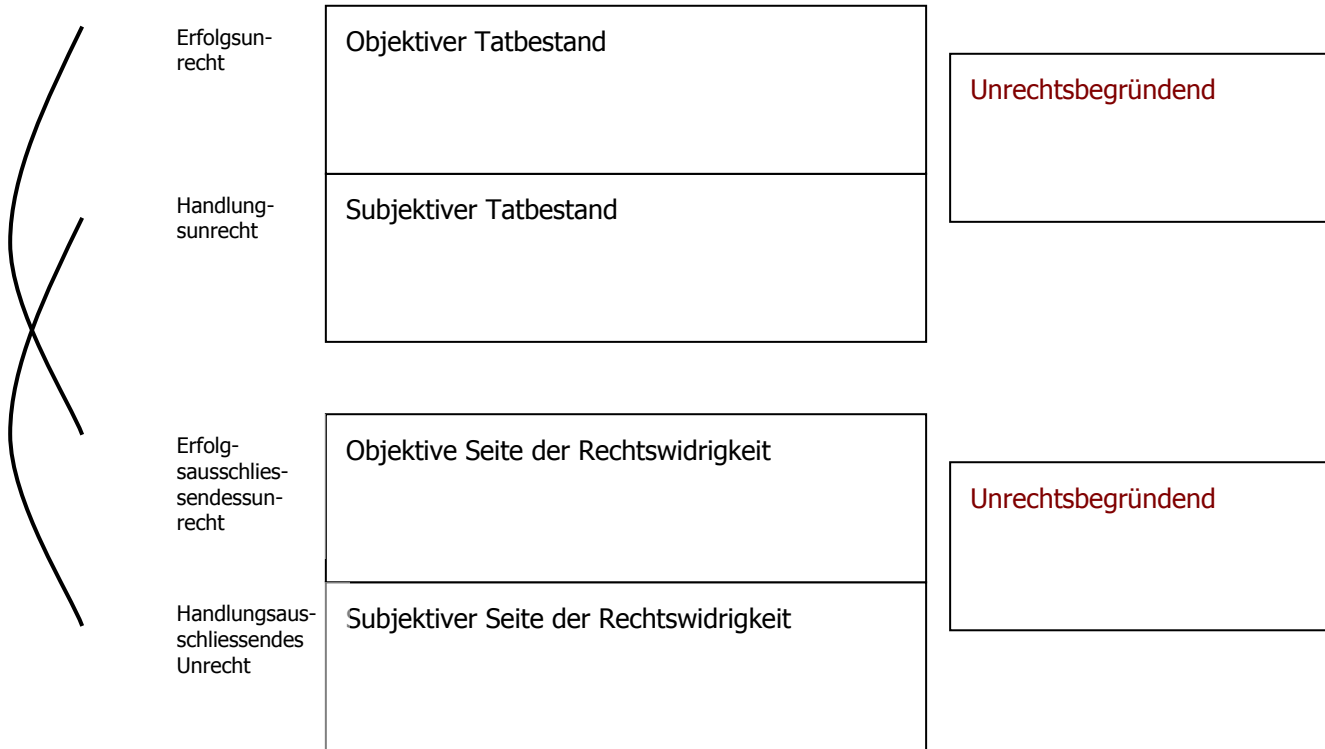 Erfolgsun-
recht
Objektiver Tatbestand
Unrechtsbegründend
Handlung-
sunrecht
Subjektiver Tatbestand
Erfolg-
sausschlies-
sendessun-
recht
Objektive Seite der Rechtswidrigkeit
Unrechtsbegründend
Handlungsaus-
schliessendes
Unrecht
Subjektiver Seite der Rechtswidrigkeit